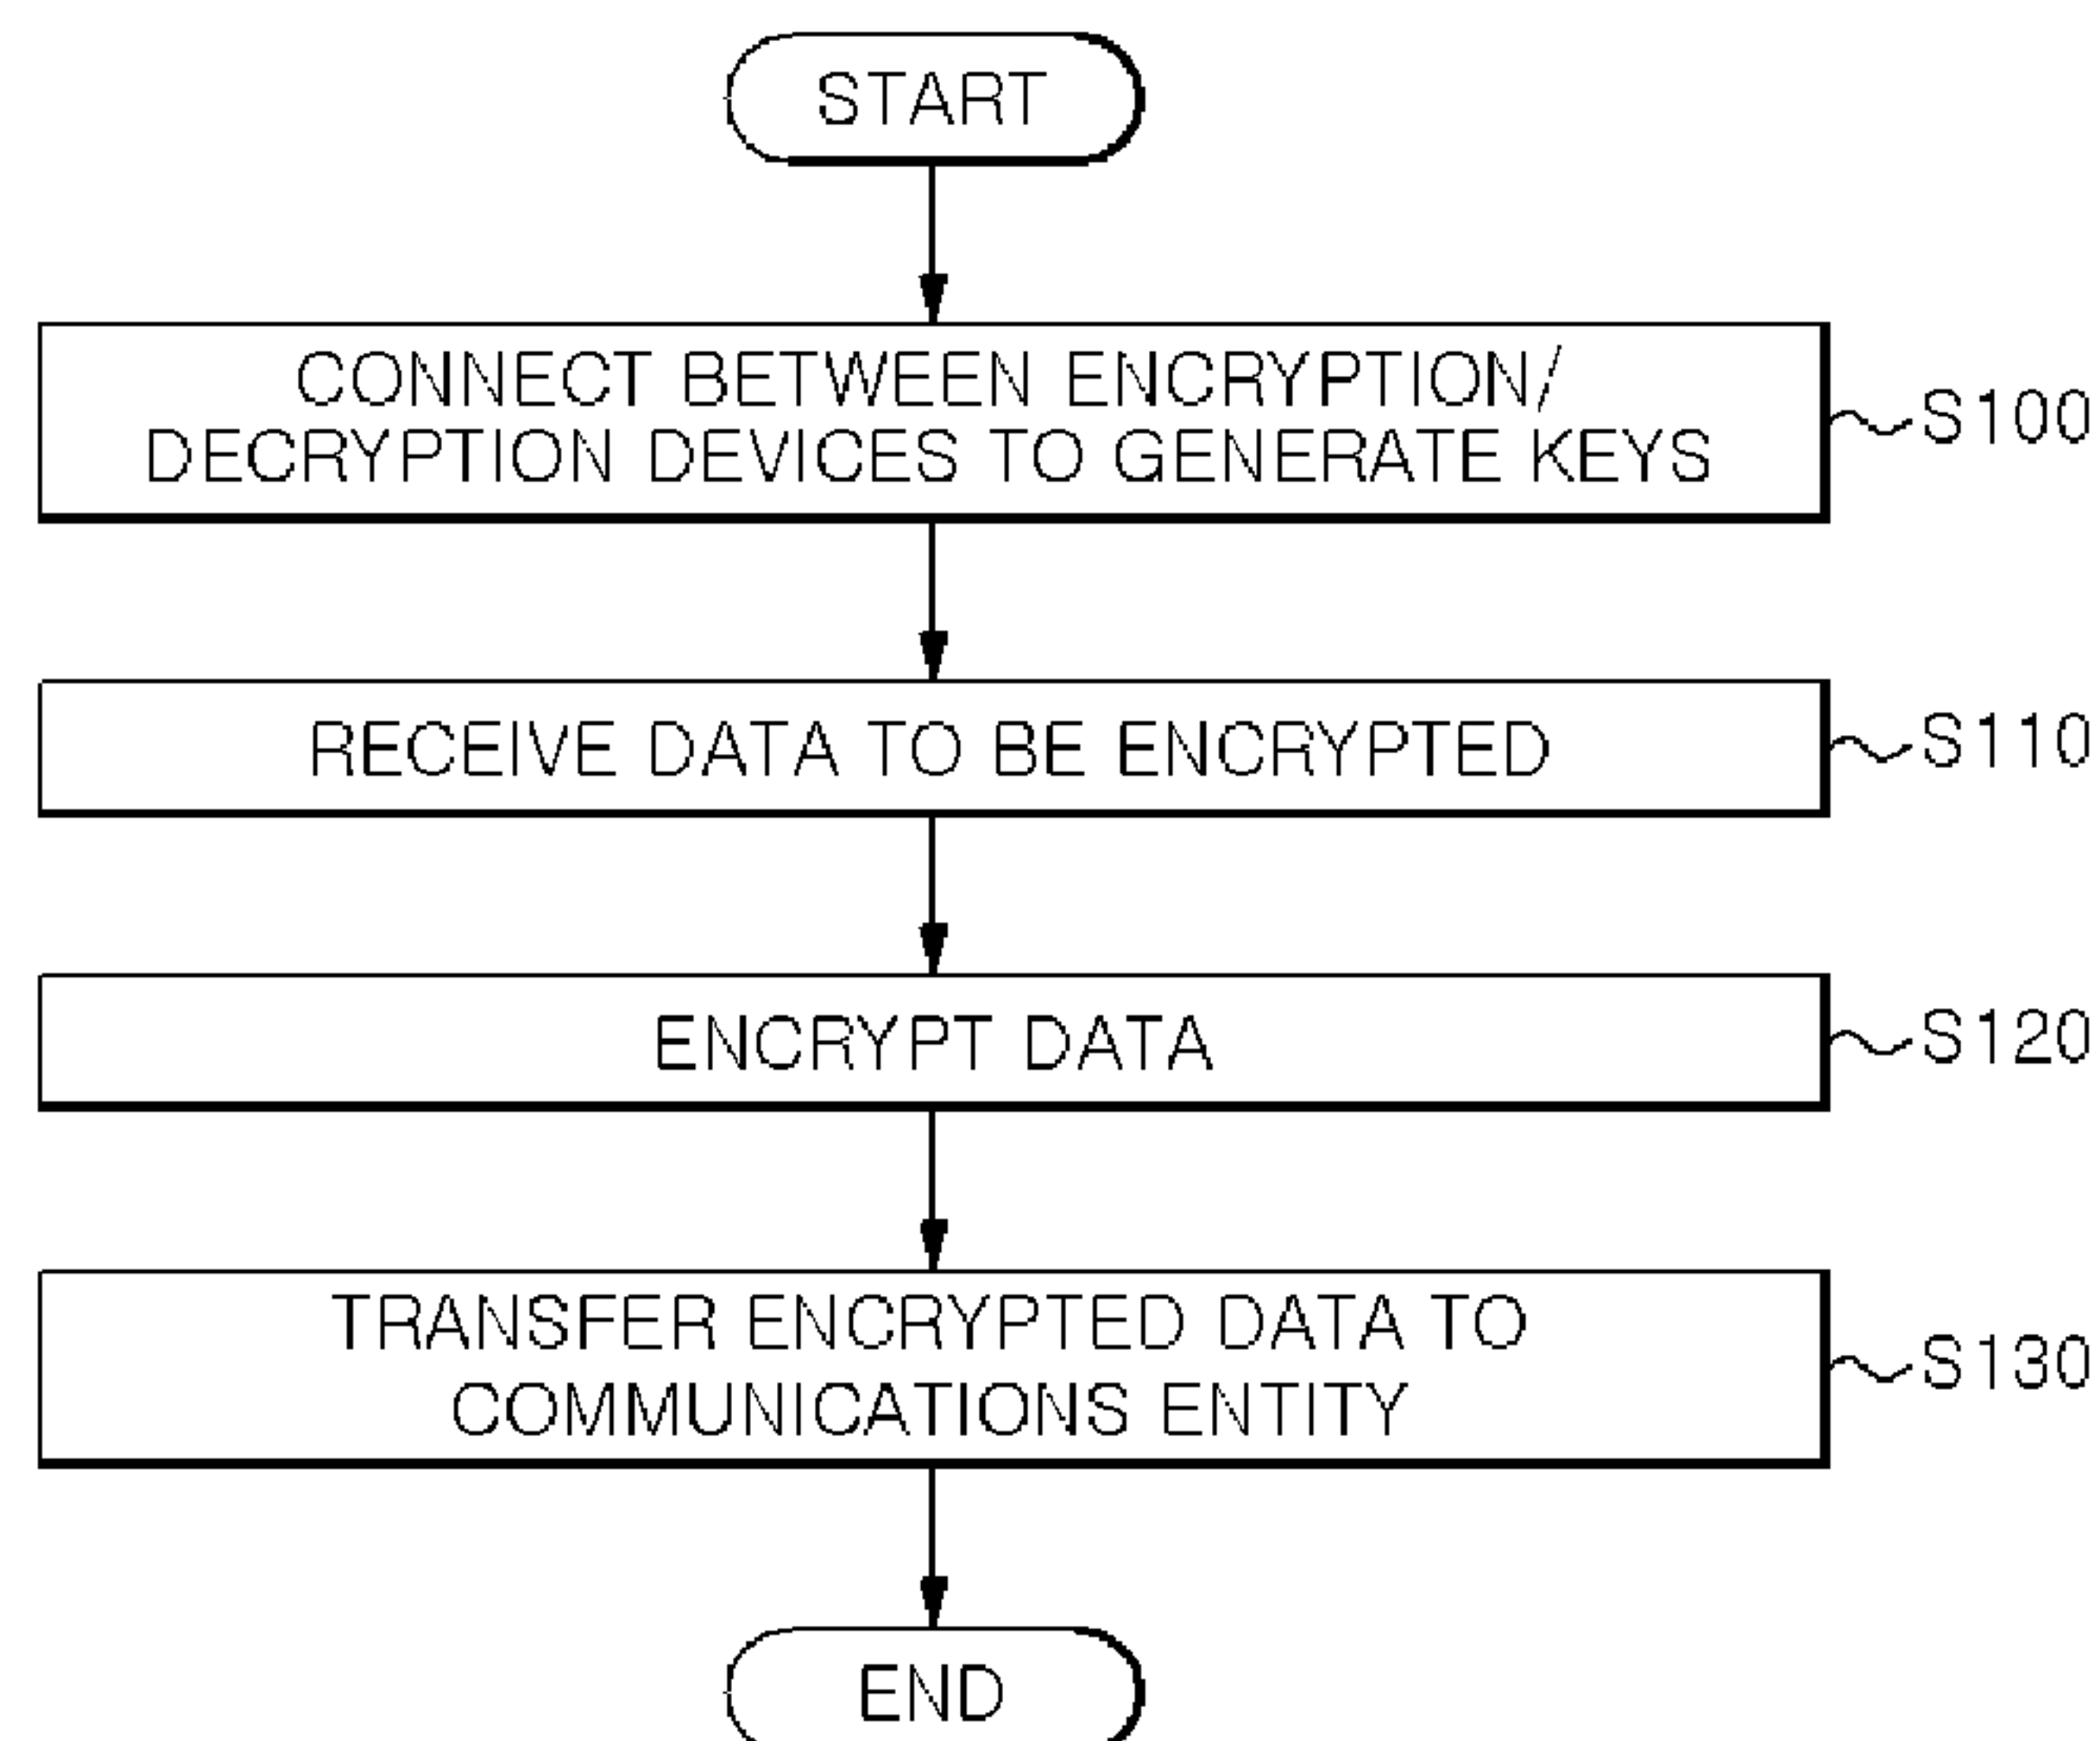 START
CONNECT BETWEEN ENCRYPTION/
DECRYPTION DEVICES TO GENERATE KEYS
S100
RECEIVE DATA TO BE ENCRYPTED
S110
ENCRYPT DATA
S120
TRANSFER ENCRYPTED DATA TO
COMMUNICATIONS ENTITY
S130
END